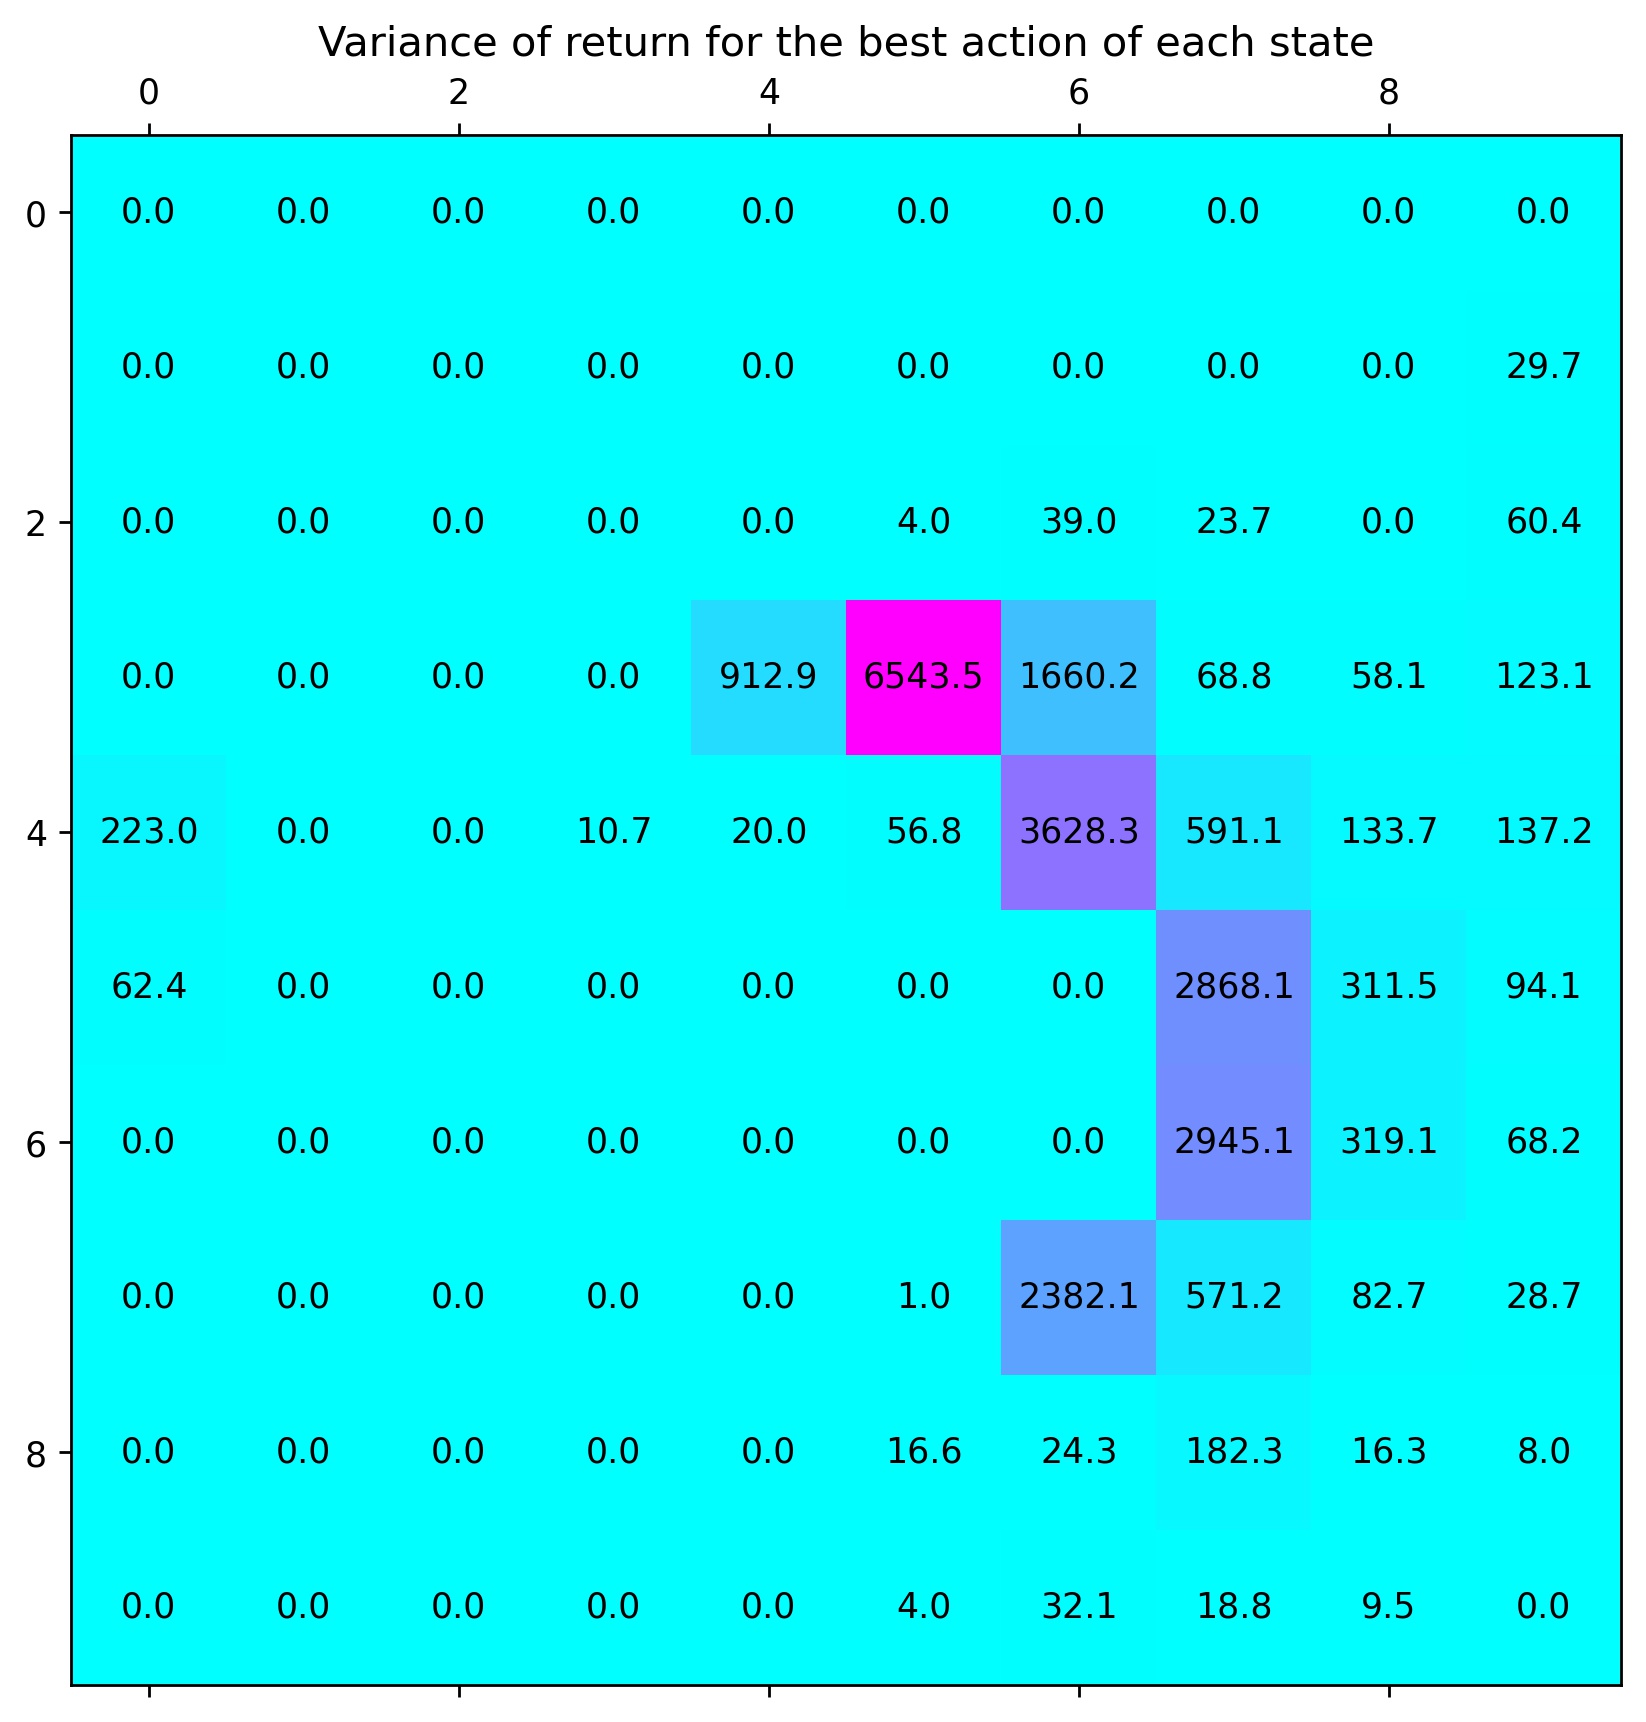 Variance of return for the best action of each state
0 2 4 6 8
0 0.0 0.0 0.0 0.0 0.0 0.0 0.0 0.0 0.0 0.0
0.0 0.0 0.0 0.0 0.0 0.0 0.0 0.0 0.0 29.7
2 0.0 0.0 0.0 0.0 0.0 4.0 39.0 23.7 0.0 60.4
0.0 0.0 0.0 0.0 912.9 6543.5 1660.2 68.8 58.1 123.1
4 223.0 0.0 0.0 10.7 20.0 56.8 3628.3 591.1 133.7 137.2
62.4 0.0 0.0 0.0 0.0 0.0 0.0 2868.1 311.5 94.1
6 0.0 0.0 0.0 0.0 0.0 0.0 0.0 2945.1 319.1 68.2
0.0 0.0 0.0 0.0 0.0 1.0 2382.1 571.2 82.7 28.7
8 0.0 0.0 0.0 0.0 0.0 16.6 24.3 182.3 16.3 8.0
0.0 0.0 0.0 0.0 0.0 4.0 32.1 18.8 9.5 0.0